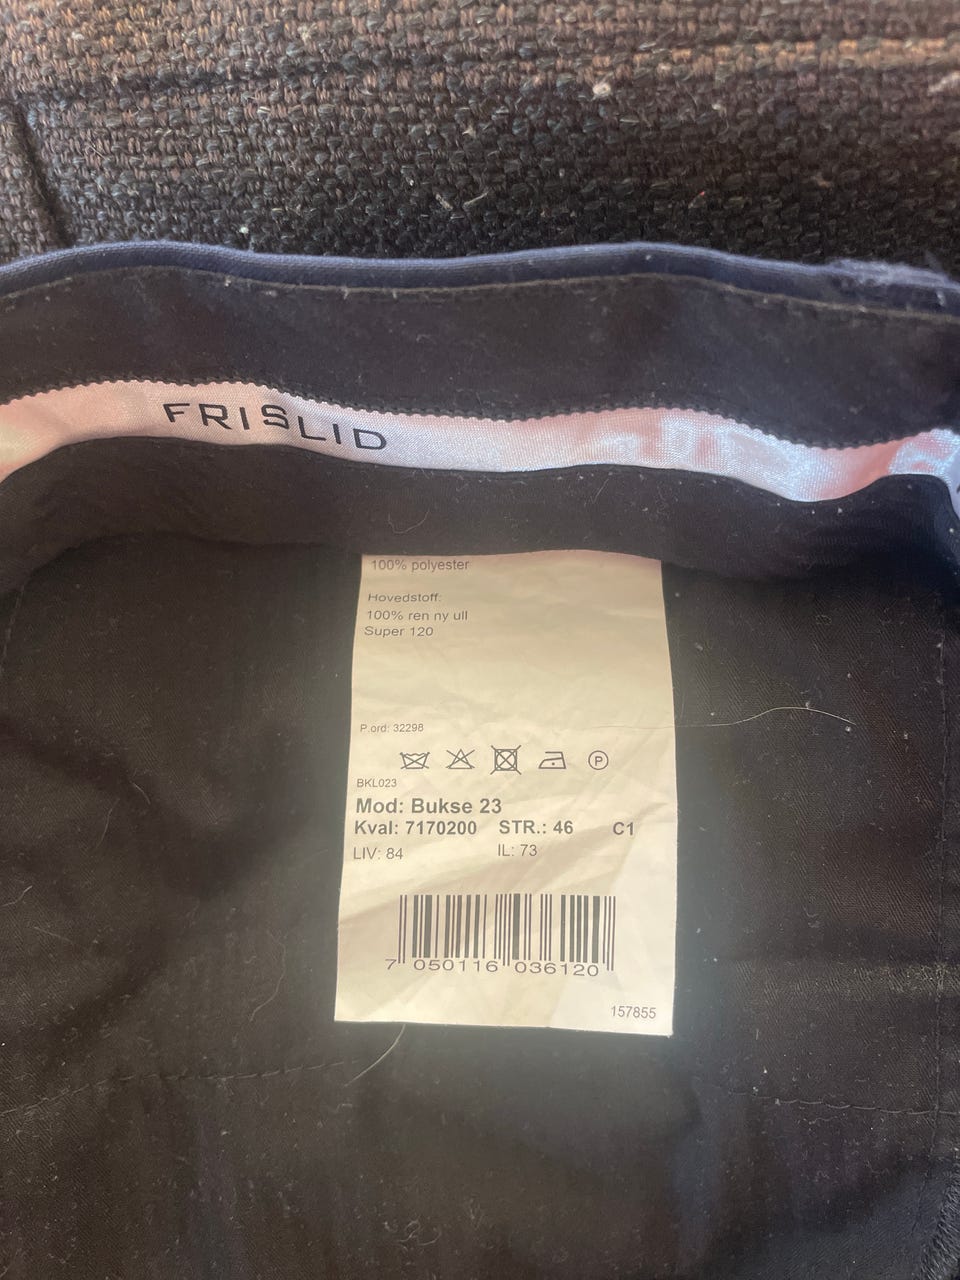 FRISLID
100% polyester
Hovedstoff:
100% ren ny ull
Super 120
P.ord: 32298
P
BKL023
Mod: Bukse 23
Kval: 7170200 STR.: 46 C1
LIV: 84 IL: 73
7 050116 036120
157855